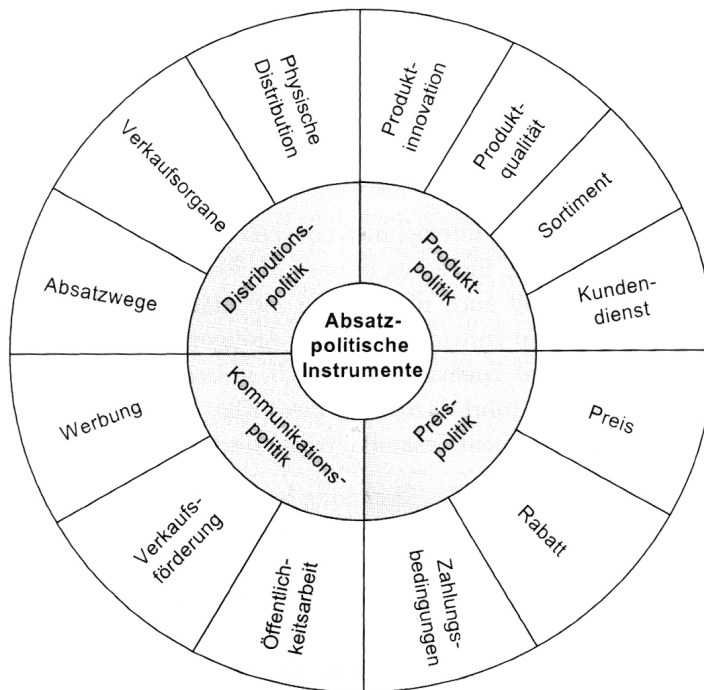 Absatz-
politische
Instrumente
Produkt-
politik
Preis-
politik
Kommunikations-
politik
Distributions-
politik
Produkt-
innovation
Produkt-
qualität
Sortiment
Kunden-
dienst
Preis
Rabatt
Zahlungs-
bedingungen
Öffentlich-
keitsarbeit
Verkaufs-
förderung
Werbung
Absatzwege
Verkaufsorgane
Physische
Distribution